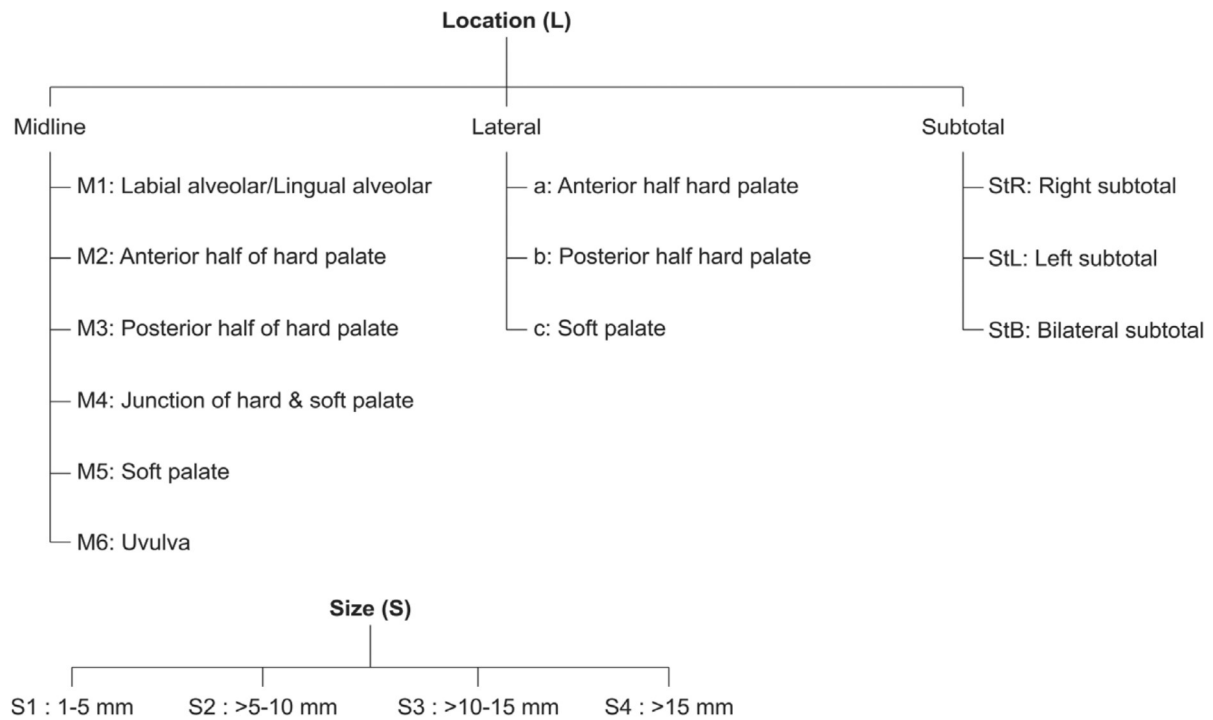 Location (L)
Midline
Lateral
Subtotal
M1: Labial alveolar/Lingual alveolar
a: Anterior half hard palate
StR: Right subtotal
M2: Anterior half of hard palate
b: Posterior half hard palate
StL: Left subtotal
M3: Posterior half of hard palate
c: Soft palate
StB: Bilateral subtotal
M4: Junction of hard & soft palate
M5: Soft palate
M6: Uvulva
Size (S)
S1 : 1-5 mm
S2 : >5-10 mm
S3 : >10-15 mm
S4 : >15 mm